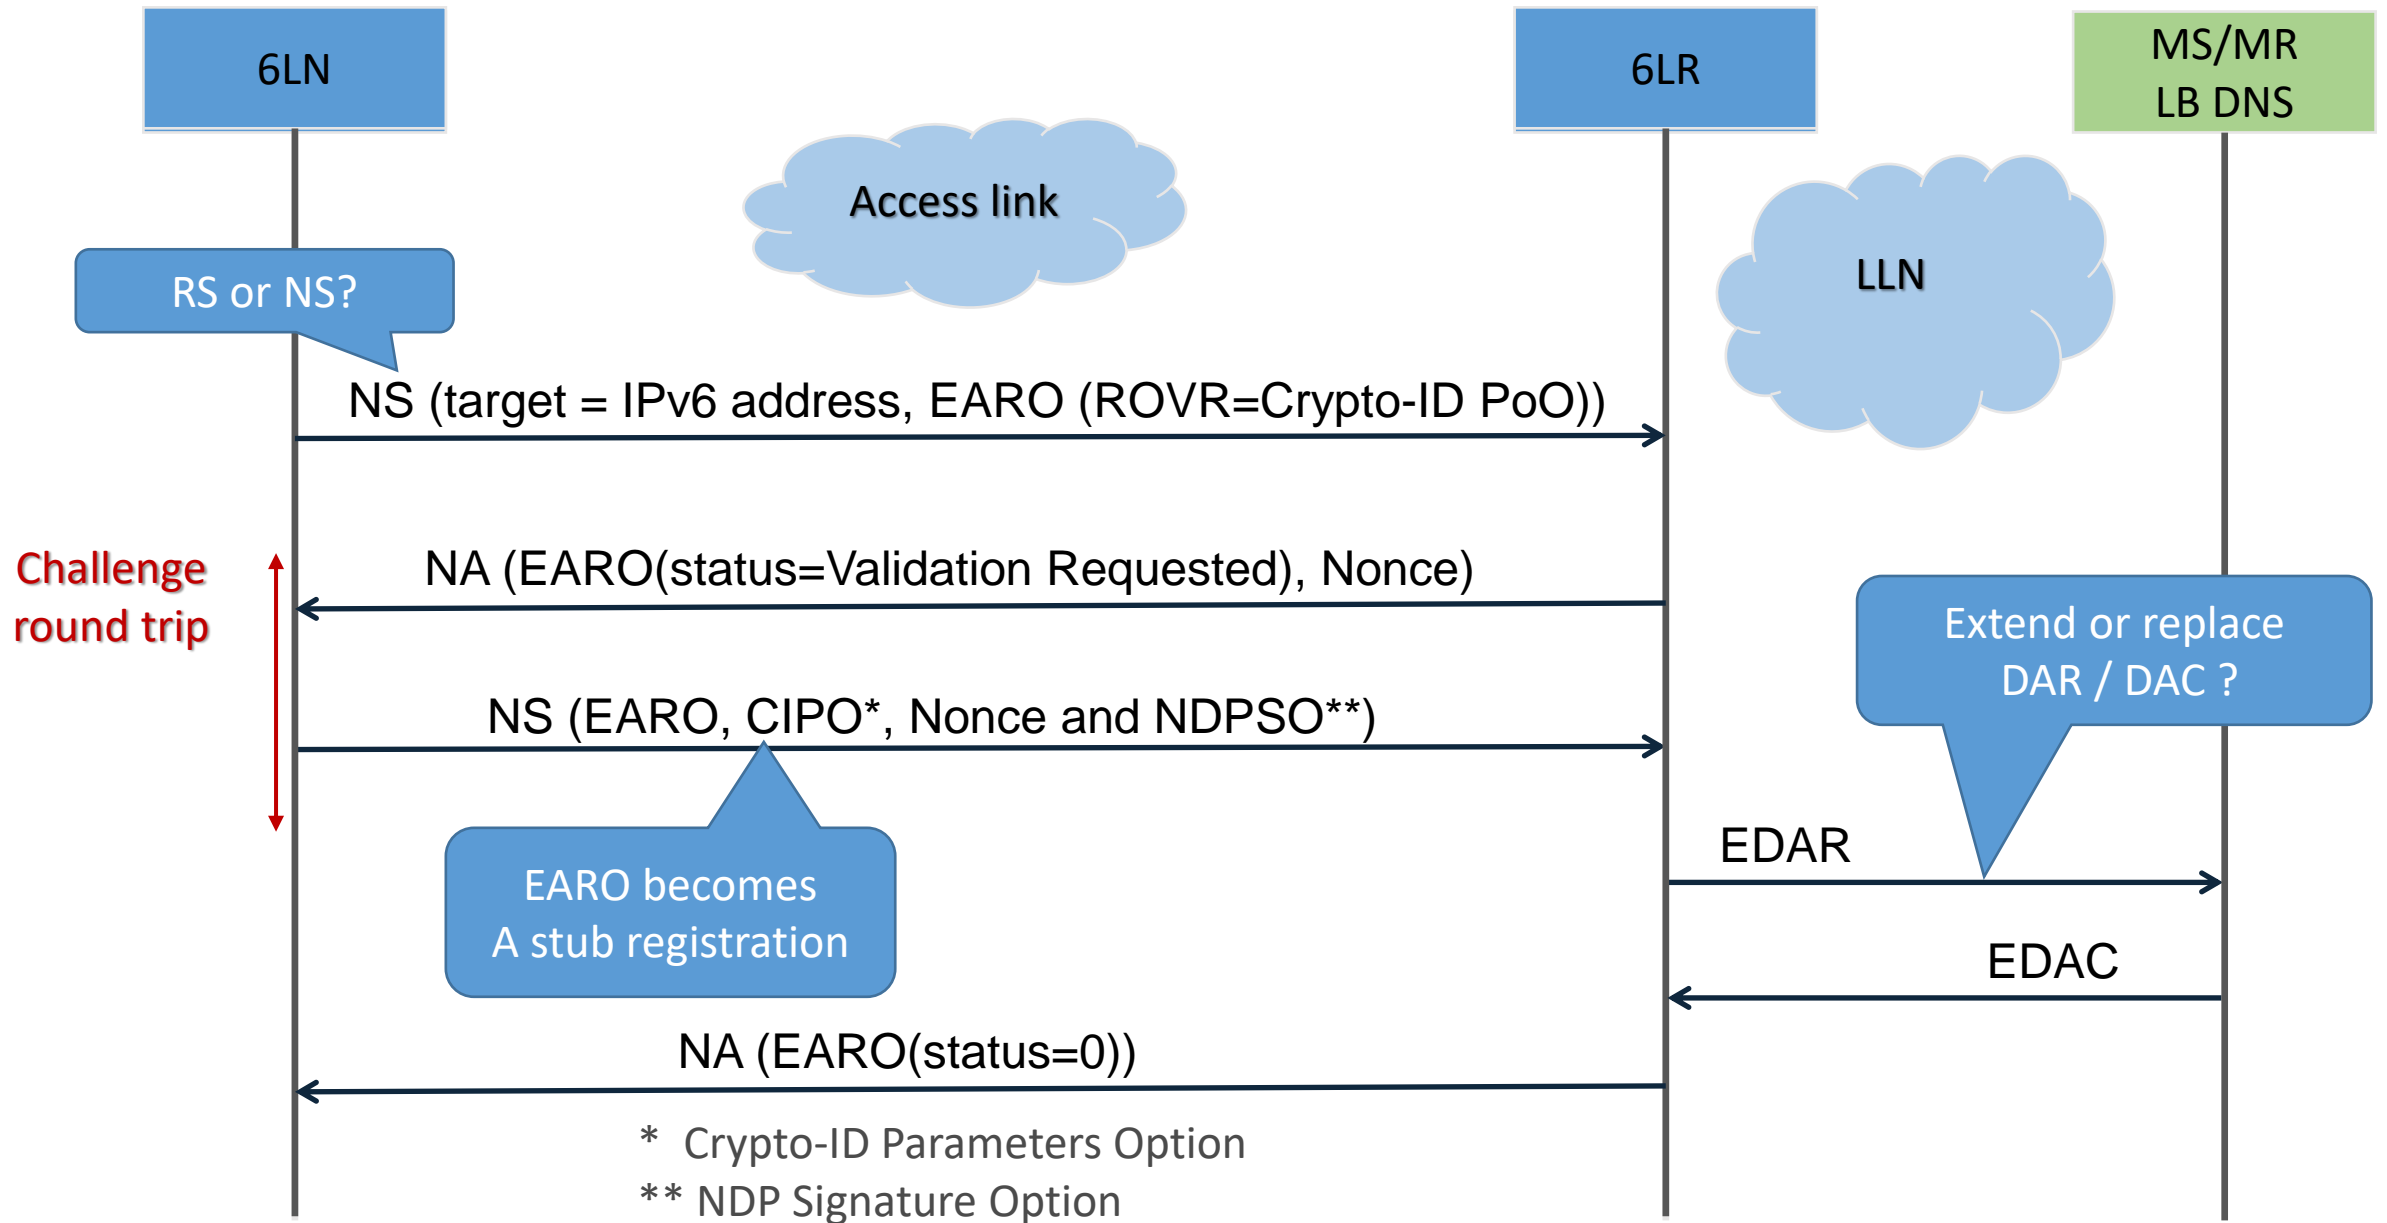 6LN
6LR
MS/MR
LB DNS
Access link
LLN
RS or NS?
NS (target = IPv6 address, EARO (ROVR=Crypto-ID PoO))
Challenge
round trip
NA (EARO(status=Validation Requested), Nonce)
Extend or replace
DAR / DAC ?
NS (EARO, CIPO*, Nonce and NDPSO**)
EARO becomes
A stub registration
EDAR
EDAC
NA (EARO(status=0))
* Crypto-ID Parameters Option
** NDP Signature Option